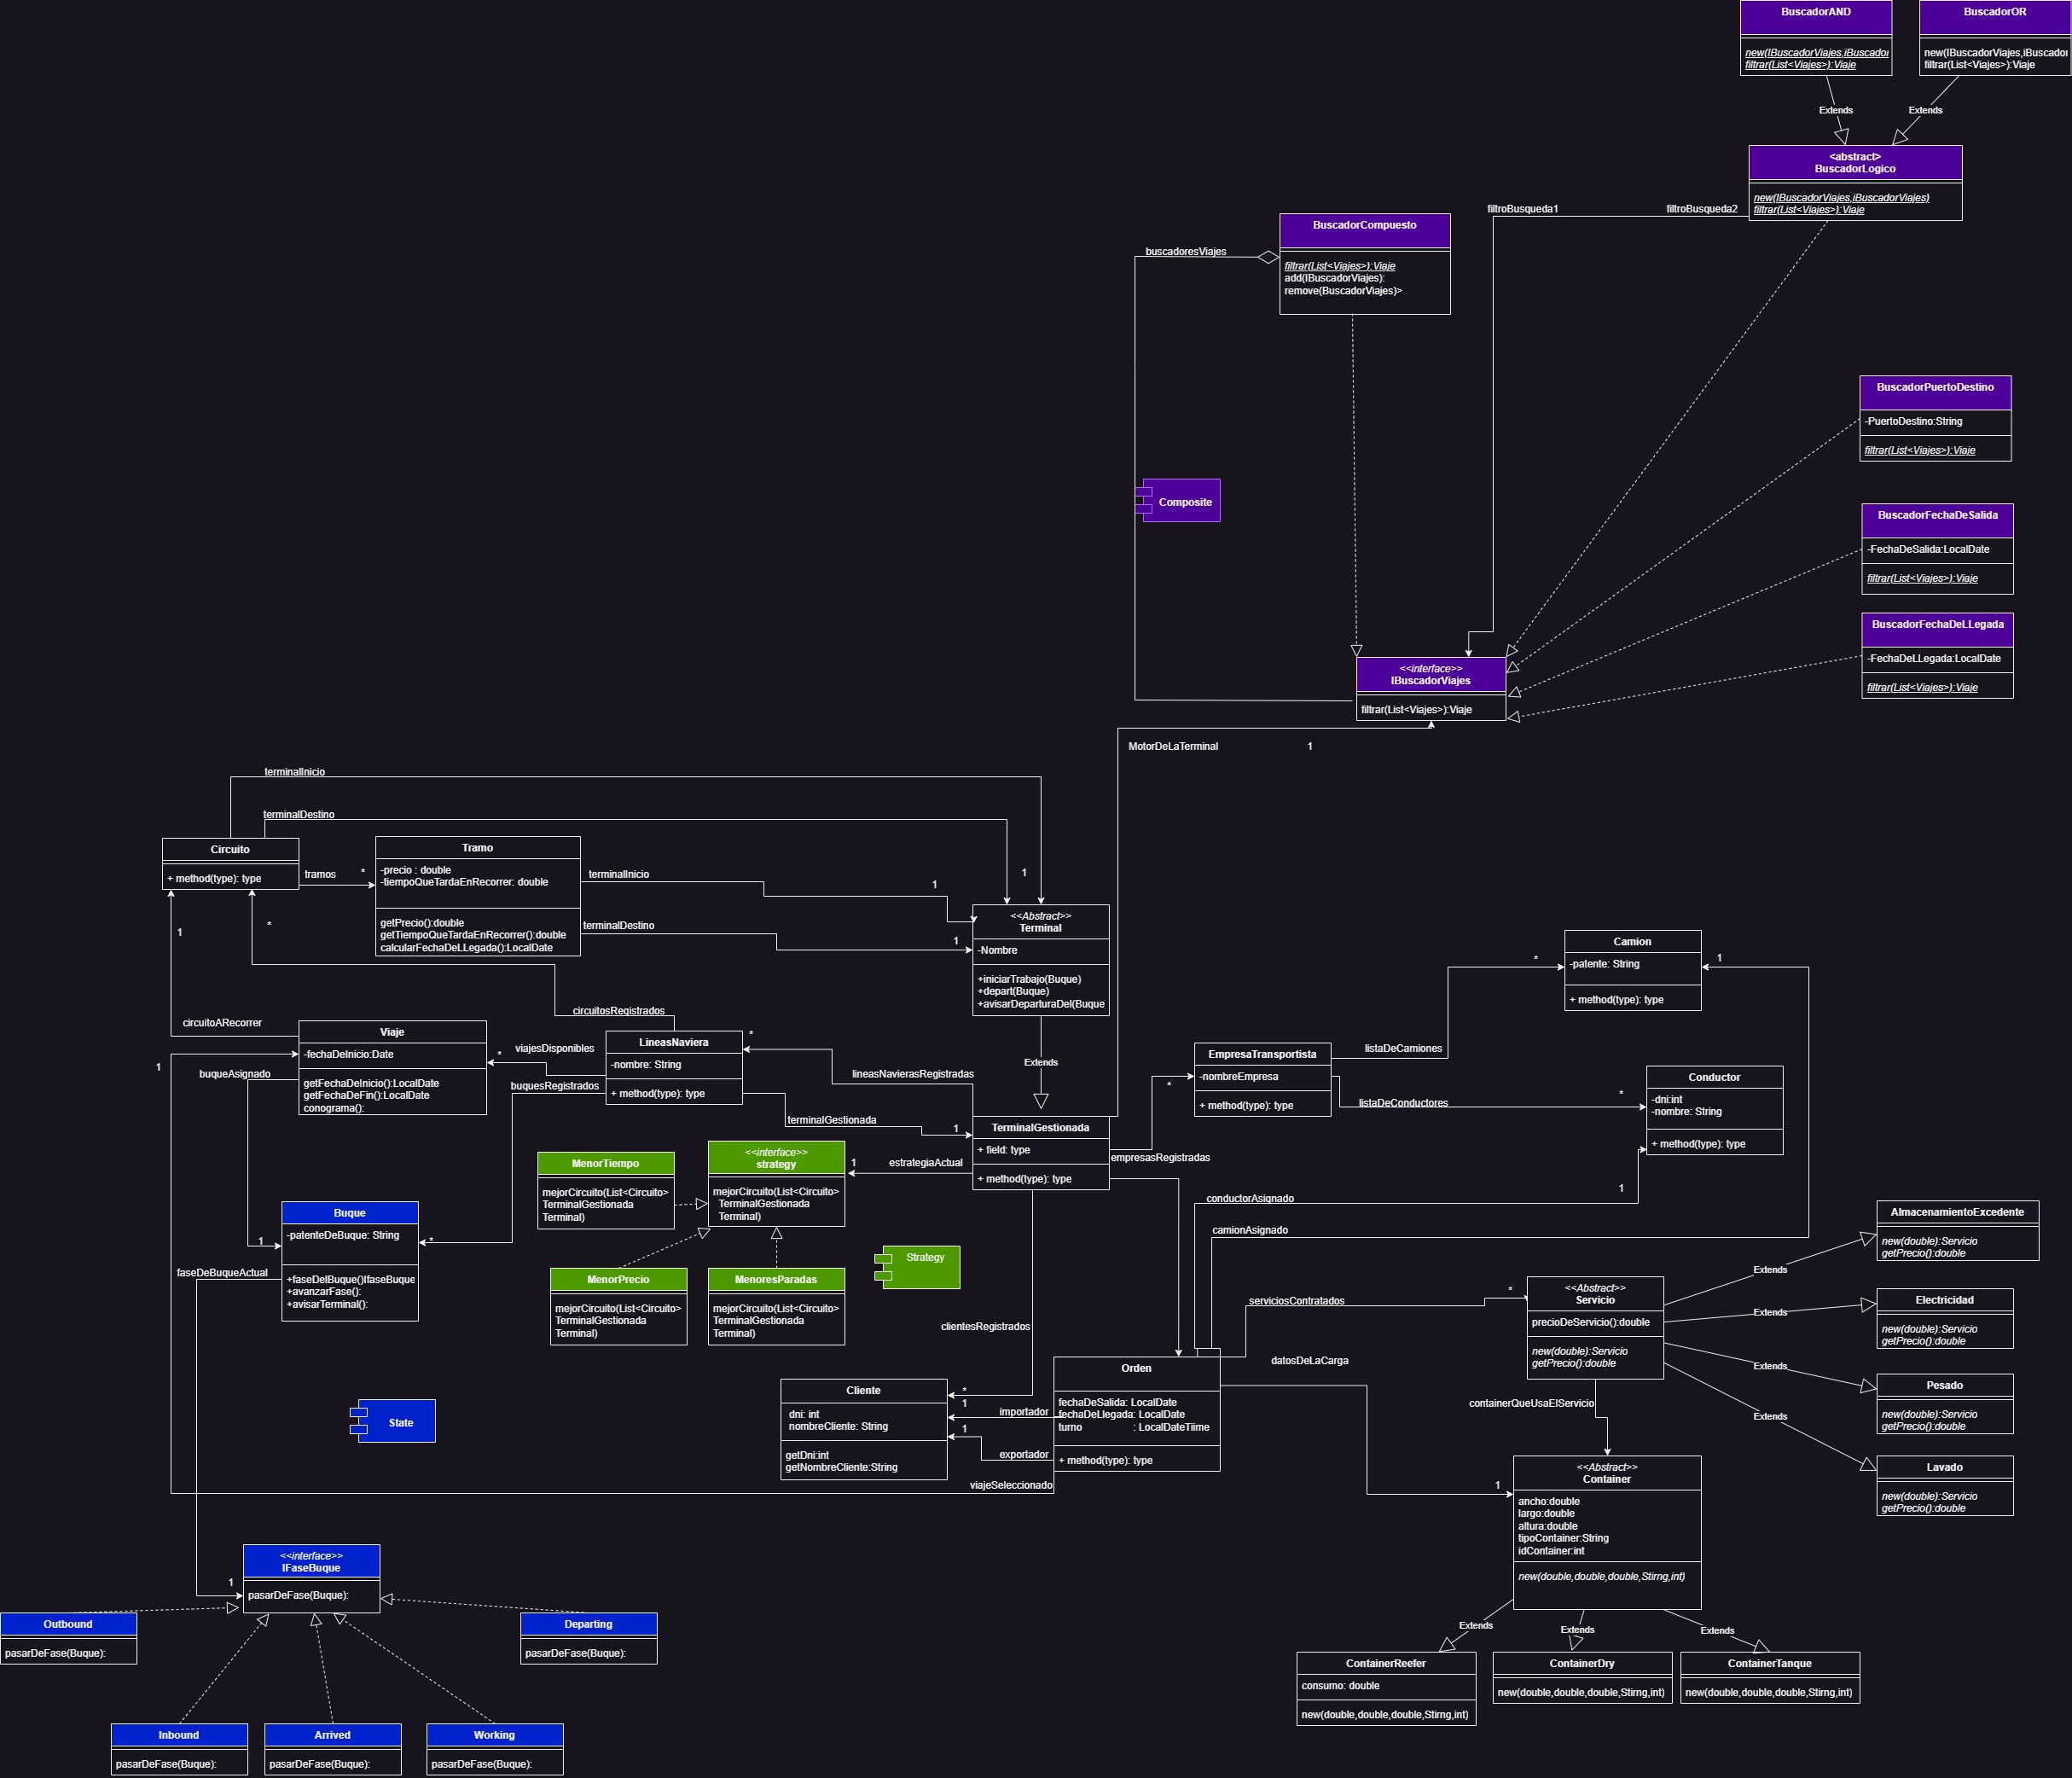 BuscadorAND
new(IBuscadorViajes,iBuscador
filtrar(List<Viajes>):Viaje
BuscadorOR
new(IBuscadorViajes,iBuscador
filtrar(List<Viajes>):Viaje
Extends
Extends
<abstract>
BuscadorLogico
new(IBuscadorViajes,iBuscadorViajes)
filtrar(List<Viajes>):Viaje
filtroBusqueda1
filtroBusqueda2
BuscadorCompuesto
filtrar(List<Viajes>):Viaje
add(IBuscadorViajes):
remove(BuscadorViajes)>
buscadoresViajes
BuscadorPuertoDestino
-PuertoDestino:String
filtrar(List<Viajes>):Viaje
Composite
BuscadorFechaDeSalida
-FechaDeSalida:LocalDate
filtrar(List<Viajes>):Viaje
BuscadorFechaDeLLegada
-FechaDeLLegada:LocalDate
filtrar(List<Viajes>):Viaje
<<interface>>
IBuscadorViajes
filtrar(List<Viajes>):Viaje
MotorDeLaTerminal
1
terminalInicio
terminalDestino
Circuito
+ method(type): type
tramos
*
Tramo
-precio : double
-tiempoQueTardaEnRecorrer: double
getPrecio():double
getTiempoQueTardaEnRecorrer():double
calcularFechaDeLLegada():LocalDate
terminalInicio
1
1
terminalDestino
1
<<Abstract>>
Terminal
-Nombre
+iniciarTrabajo(Buque)
+depart(Buque)
+avisarDeparturaDel(Buque
Extends
1
*
circuitoARecorrer
circuitosRegistrados
Viaje
-fechaDeInicio:Date
getFechaDeInicio():LocalDate
getFechaDeFin():LocalDate
conograma():
1
buqueAsignado
*
viajesDisponibles
buquesRegistrados
LineasNaviera
-nombre: String
+ method(type): type
*
lineasNavierasRegistradas
terminalGestionada
1
TerminalGestionada
+ field: type
+ method(type): type
EmpresaTransportista
-nombreEmpresa
+ method(type): type
*
empresasRegistradas
listaDeCamiones
*
listaDeConductores
*
Camion
-patente: String
+ method(type): type
1
Conductor
-dni:int
-nombre: String
+ method(type): type
1
conductorAsignado
camionAsignado
MenorTiempo
mejorCircuito(List<Circuito>
TerminalGestionada
Terminal)
<<interface>>
strategy
mejorCircuito(List<Circuito>
TerminalGestionada
Terminal)
1
estrategiaActual
MenorPrecio
mejorCircuito(List<Circuito>
TerminalGestionada
Terminal)
MenoresParadas
mejorCircuito(List<Circuito>
TerminalGestionada
Terminal)
Strategy
Buque
-patenteDeBuque: String
+faseDelBuque()IfaseBuque
+avanzarFase():
+avisarTerminal():
1
*
faseDeBuqueActual
State
clientesRegistrados
Cliente
dni: int
nombreCliente: String
getDni:int
getNombreCliente:String
*
1
importador
1
exportador
viajeSeleccionado
Orden
fechaDeSalida: LocalDate
fechaDeLlegada: LocalDate
turno : LocalDateTiime
+ method(type): type
serviciosContratados
*
datosDeLaCarga
1
<<Abstract>>
Servicio
precioDeServicio():double
new(double):Servicio
getPrecio():double
containerQueUsaElServicio
Extends
Extends
Extends
Extends
AlmacenamientoExcedente
new(double):Servicio
getPrecio():double
Electricidad
new(double):Servicio
getPrecio():double
Pesado
new(double):Servicio
getPrecio():double
Lavado
new(double):Servicio
getPrecio():double
<<Abstract>>
Container
ancho:double
largo:double
altura:double
tipoContainer:String
idContainer:int
new(double,double,double,Stirng,int)
Extends
Extends
Extends
ContainerReefer
consumo: double
new(double,double,double,Stirng,int)
ContainerDry
new(double,double,double,Stirng,int)
ContainerTanque
new(double,double,double,Stirng,int)
<<interface>>
IFaseBuque
pasarDeFase(Buque):
1
Outbound
pasarDeFase(Buque):
Departing
pasarDeFase(Buque):
Inbound
pasarDeFase(Buque):
Arrived
pasarDeFase(Buque):
Working
pasarDeFase(Buque):